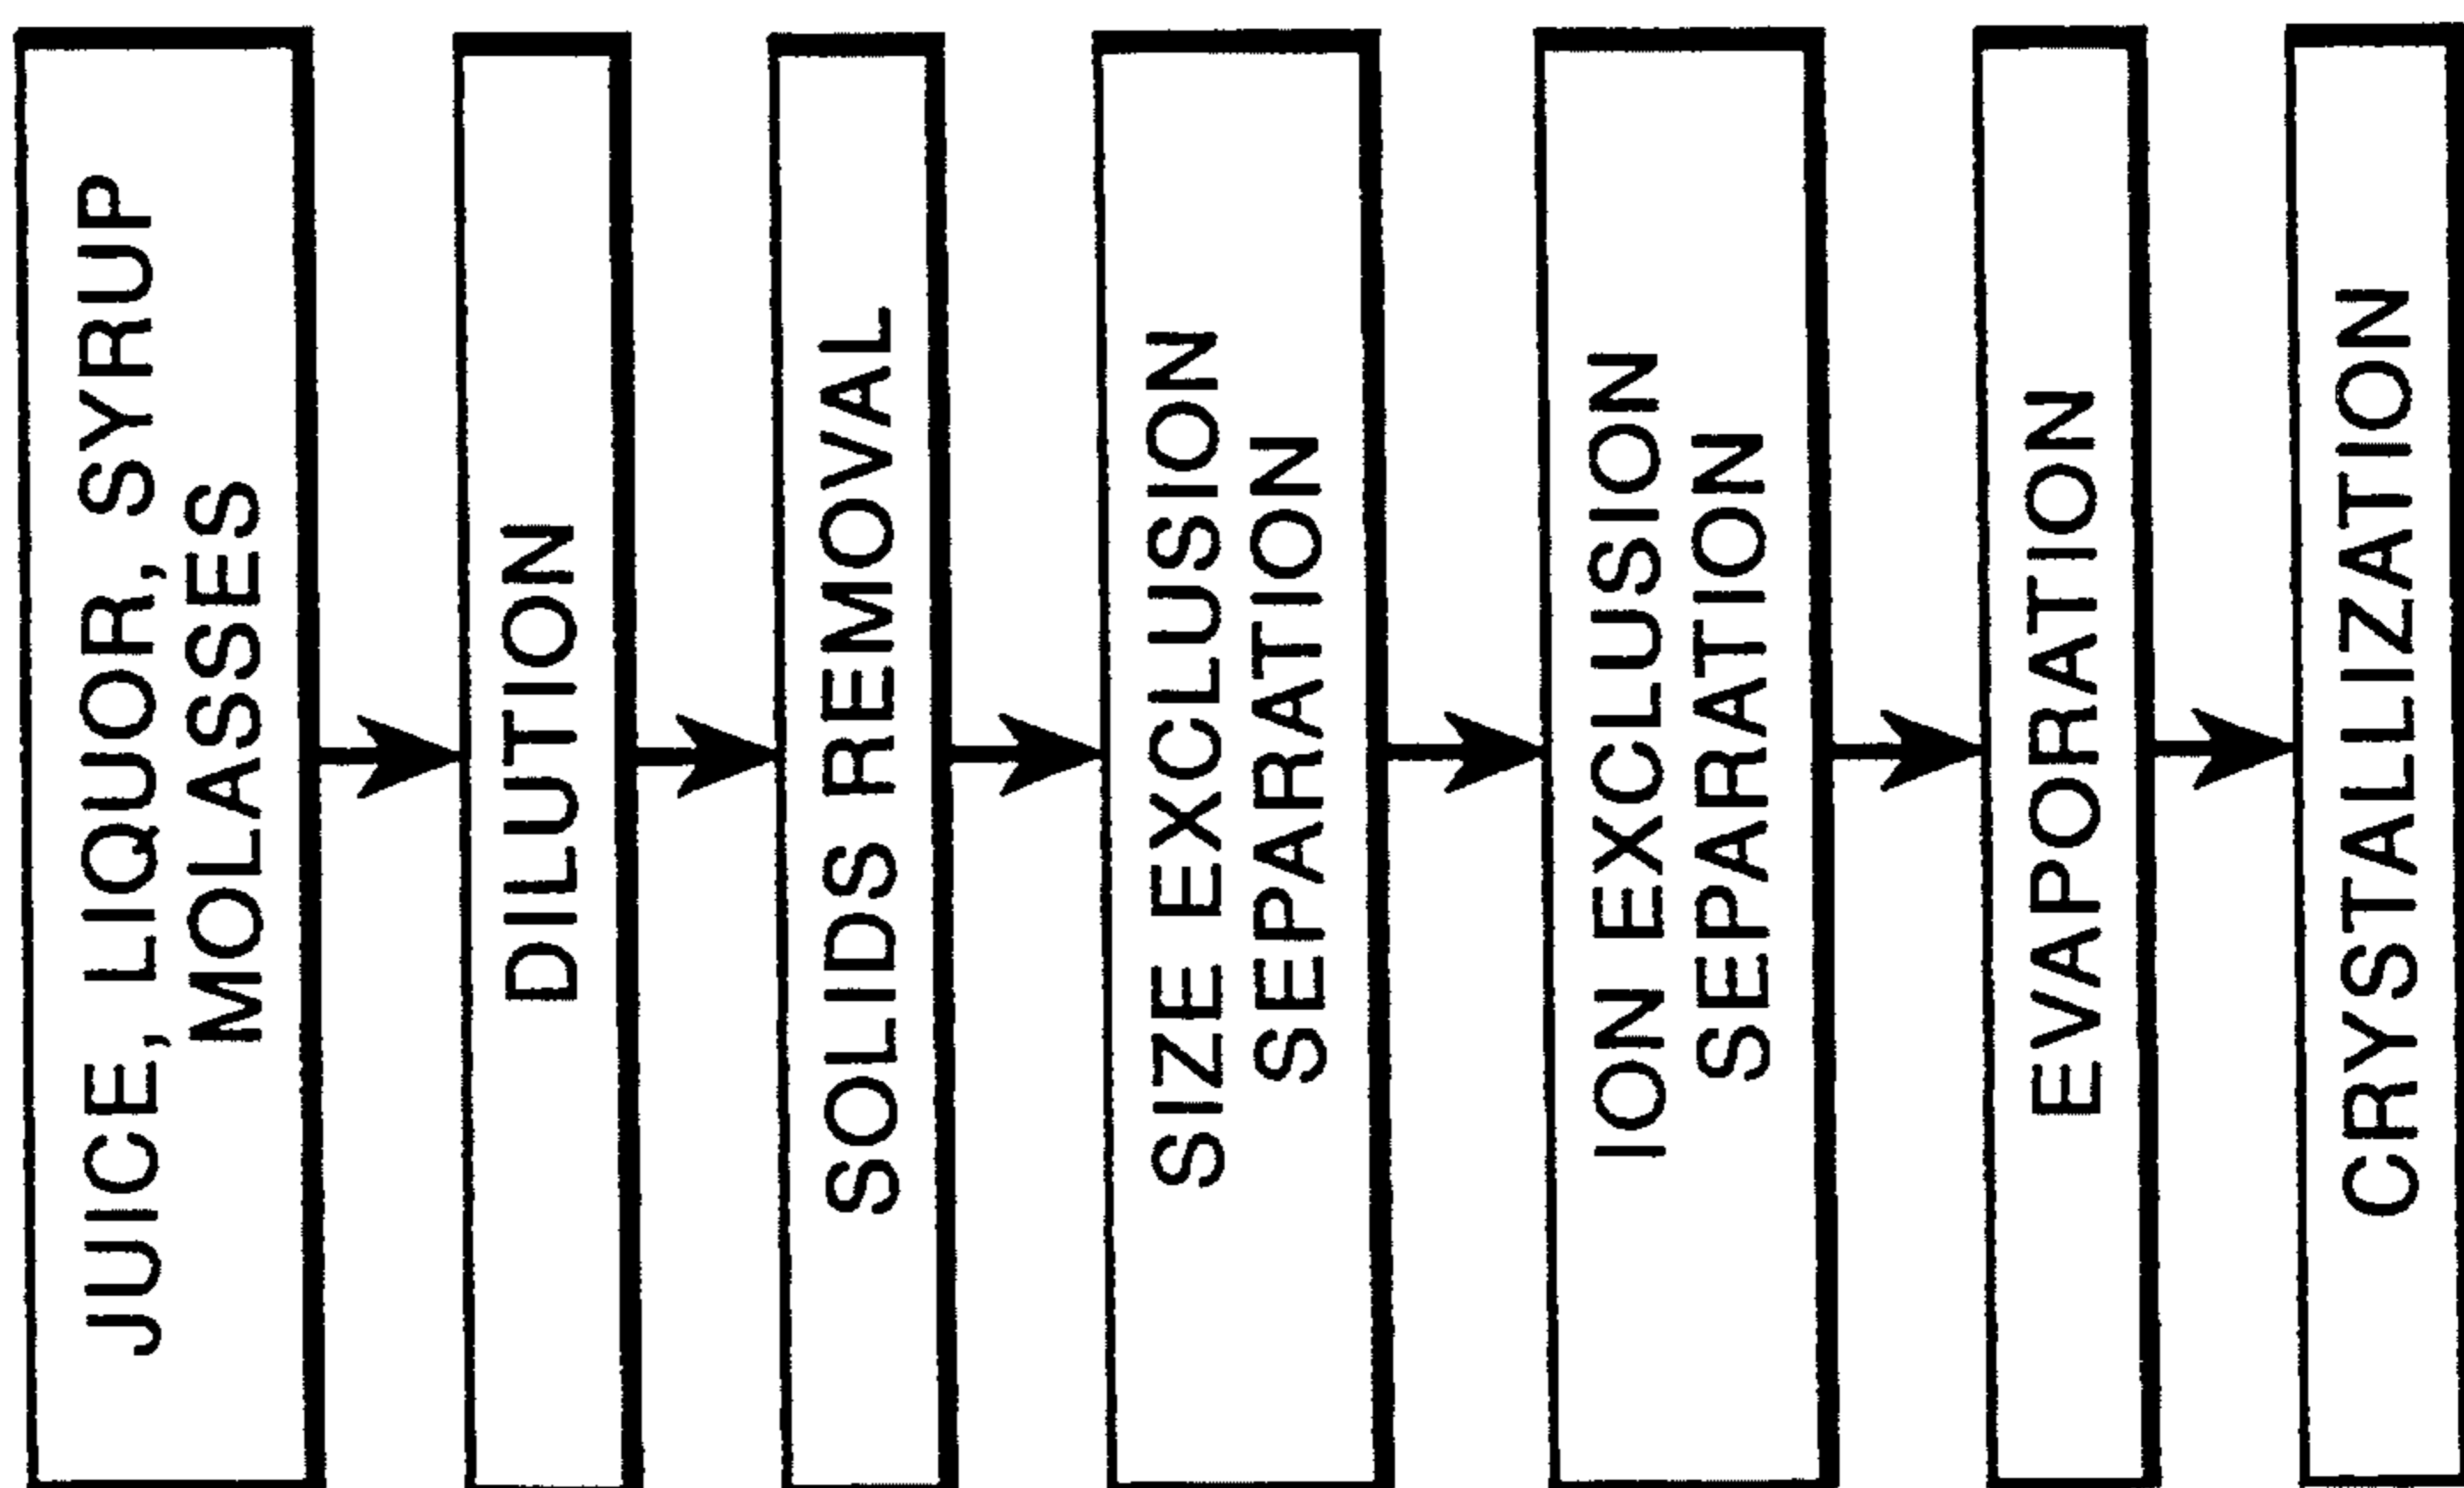 JUICE, LIQUOR, SYRUP
MOLASSES
DILUTION
SOLIDS REMOVAL
SIZE EXCLUSION
SEPARATION
ION EXCLUSION
SEPARATION
EVAPORATION
CRYSTALLIZATION